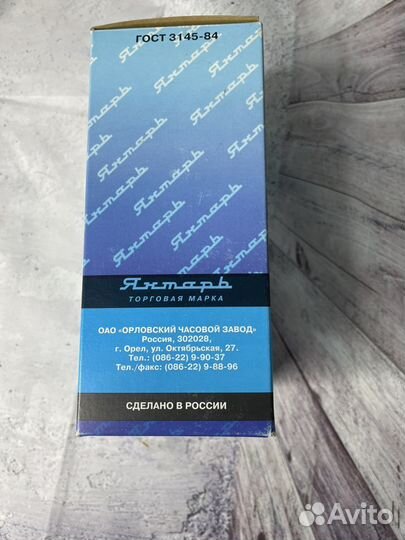 ГОСТ 3145-84
Янтарь
Янтарь
Янтарь
Янтарь
Янтарь
Янтарь
Янтарь
Янтарь
ТОРГОВАЯ МАРКА
ОАО «ОРЛОВСКИЙ ЧАСОВОЙ ЗАВОД»
Россия, 302028,
г. Орел, ул. Октябрьская, 27.
Тел.: (086-22) 9-90-37
Тел./факс: (086-22) 9-88-96
СДЕЛАНО В РОССИИ
Avito